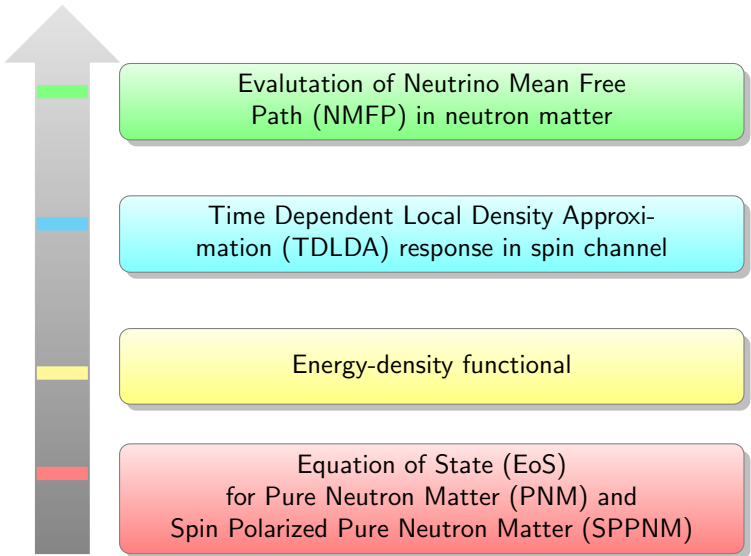 Evalutation of Neutrino Mean Free
Path (NMFP) in neutron matter
Time Dependent Local Density Approxi-
mation (TDLDA) response in spin channel
Energy-density functional
Equation of State (EoS)
for Pure Neutron Matter (PNM) and
Spin Polarized Pure Neutron Matter (SPPNM)